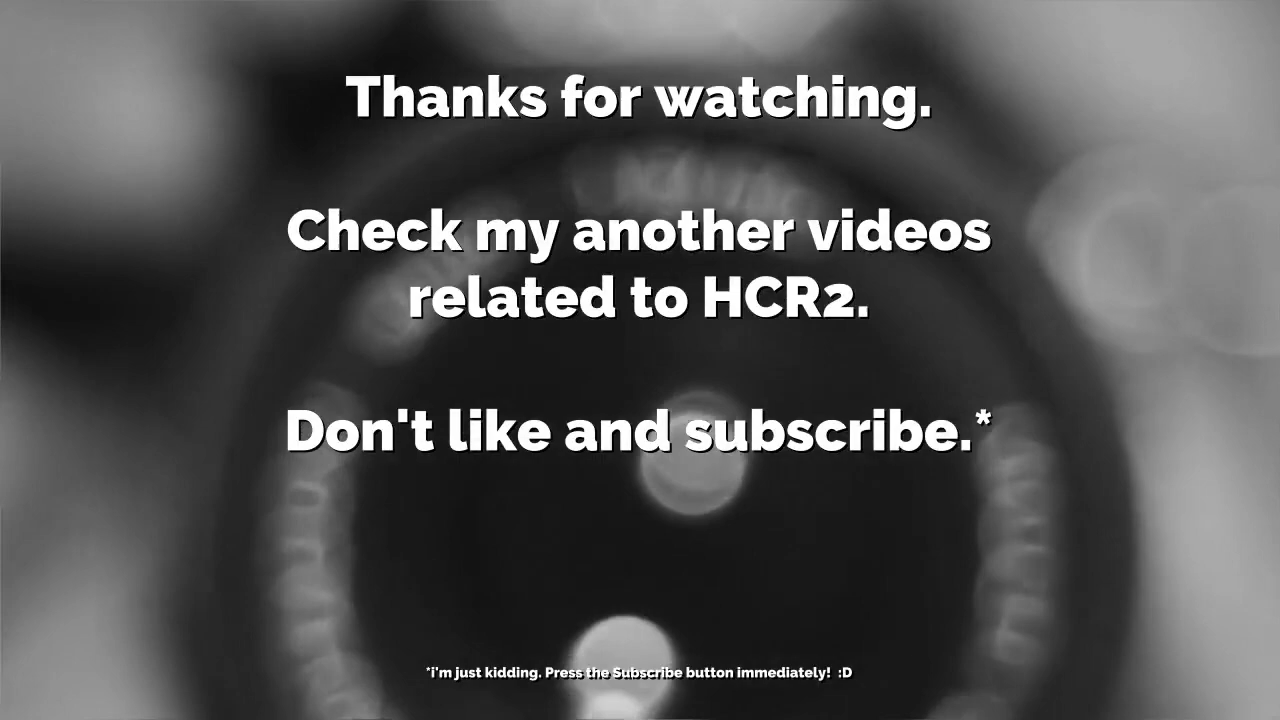 Thanks for watching.
Check my another videos
related to HCR2.
Don't like and subscribe.*
*i'm just kidding. Press the Subscribe button immediately!  :D